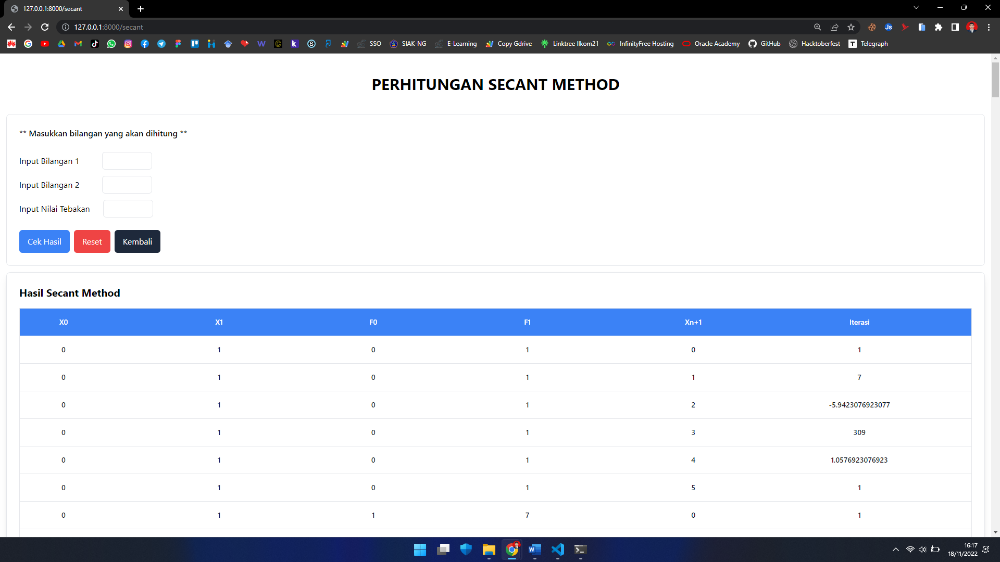 127.0.0.1:8000/secant
127.0.0.1:8000/secant
SSO SIAK-NG E-Learning Copy Gdrive Linktree Ilkom21 InfinityFree Hosting Oracle Academy GitHub Hacktoberfest Telegraph
PERHITUNGAN SECANT METHOD
** Masukkan bilangan yang akan dihitung **
Input Bilangan 1
Input Bilangan 2
Input Nilai Tebakan
Cek Hasil Reset Kembali
Hasil Secant Method
X0 X1 F0 F1 Xn+1 Iterasi
0 1 0 1 0 1
0 1 0 1 1 7
0 1 0 1 2 -5.9423076923077
0 1 0 1 3 309
0 1 0 1 4 1.0576923076923
0 1 0 1 5 1
0 1 1 7 0 1
16:17
18/11/2022